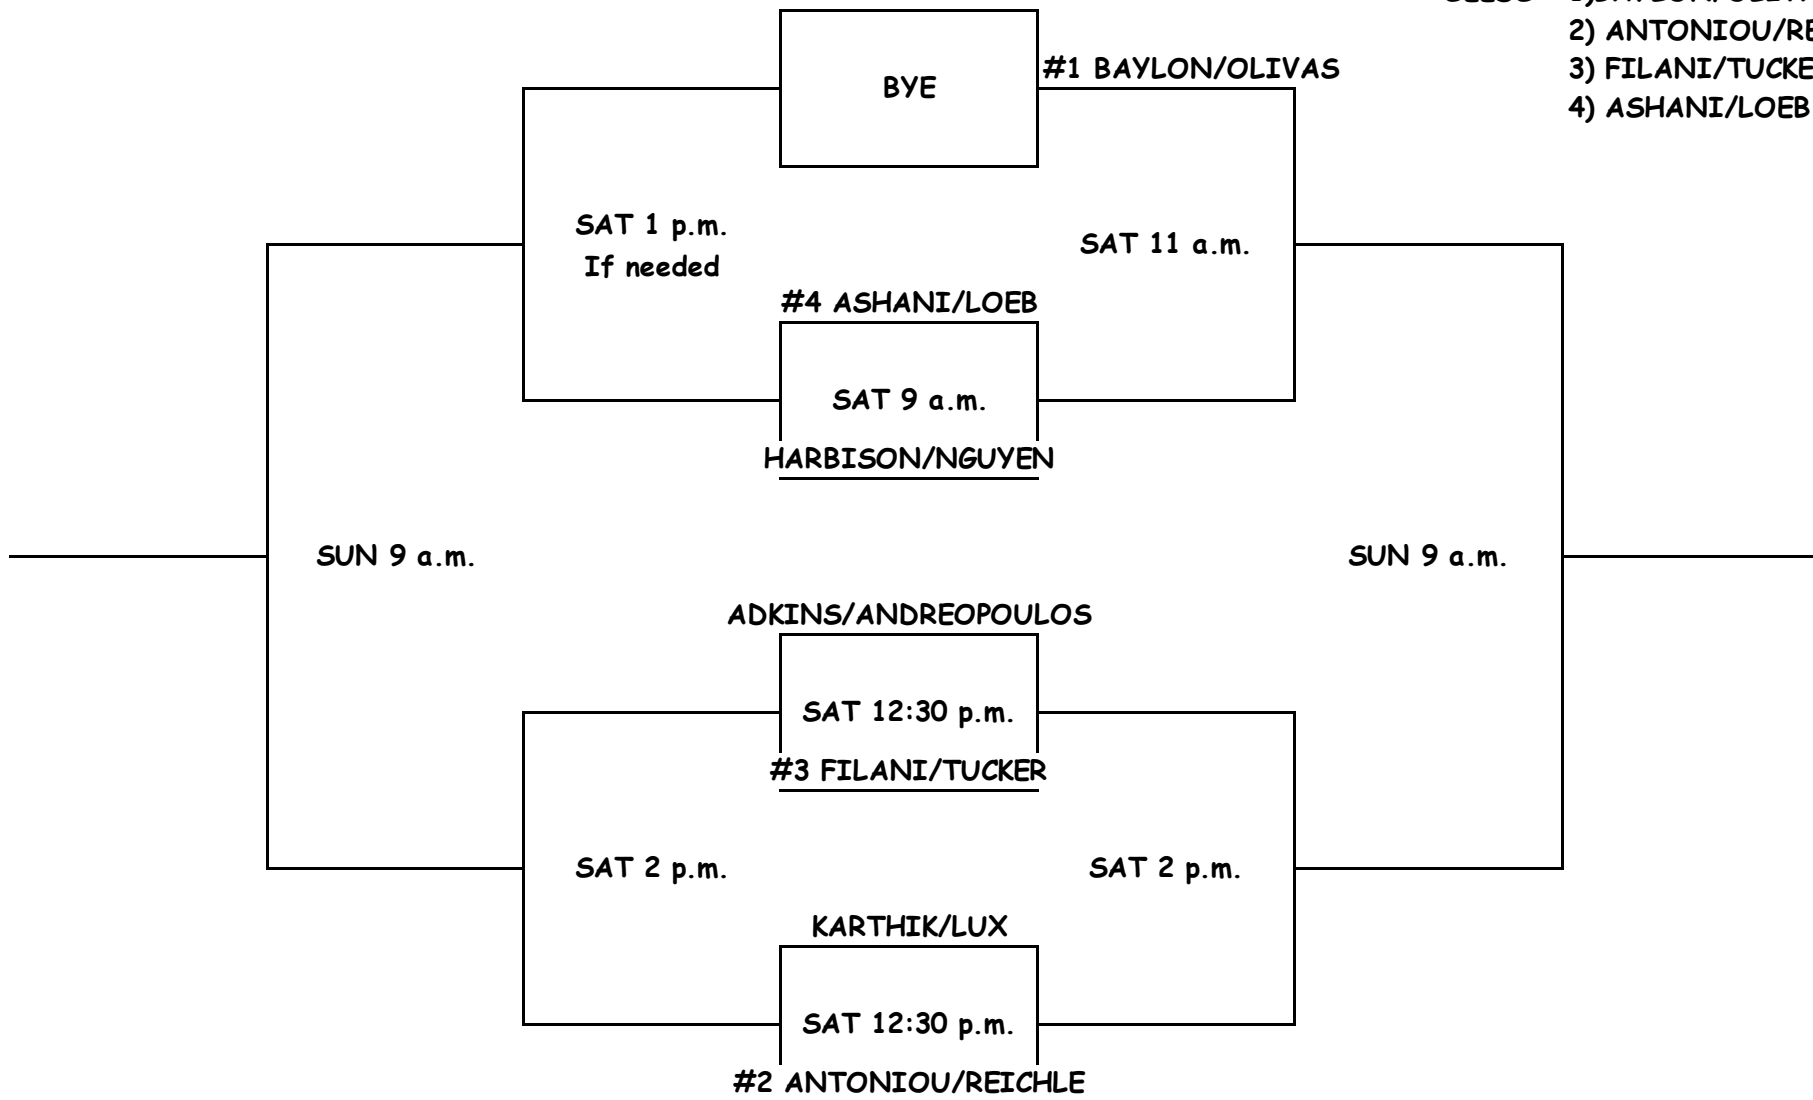 2) ANTONIOU/RE
#1 BAYLON/OLIVAS
3) FILANI/TUCKE
BYE
4) ASHANI/LOEB
SAT 1 p.m.
If needed
SAT 11 a.m.
#4 ASHANI/LOEB
SAT 9 a.m.
HARBISON/NGUYEN
SUN 9 a.m.
SUN 9 a.m.
ADKINS/ANDREOPOULOS
SAT 12:30 p.m.
#3 FILANI/TUCKER
SAT 2 p.m.
SAT 2 p.m.
KARTHIK/LUX
SAT 12:30 p.m.
#2 ANTONIOU/REICHLE